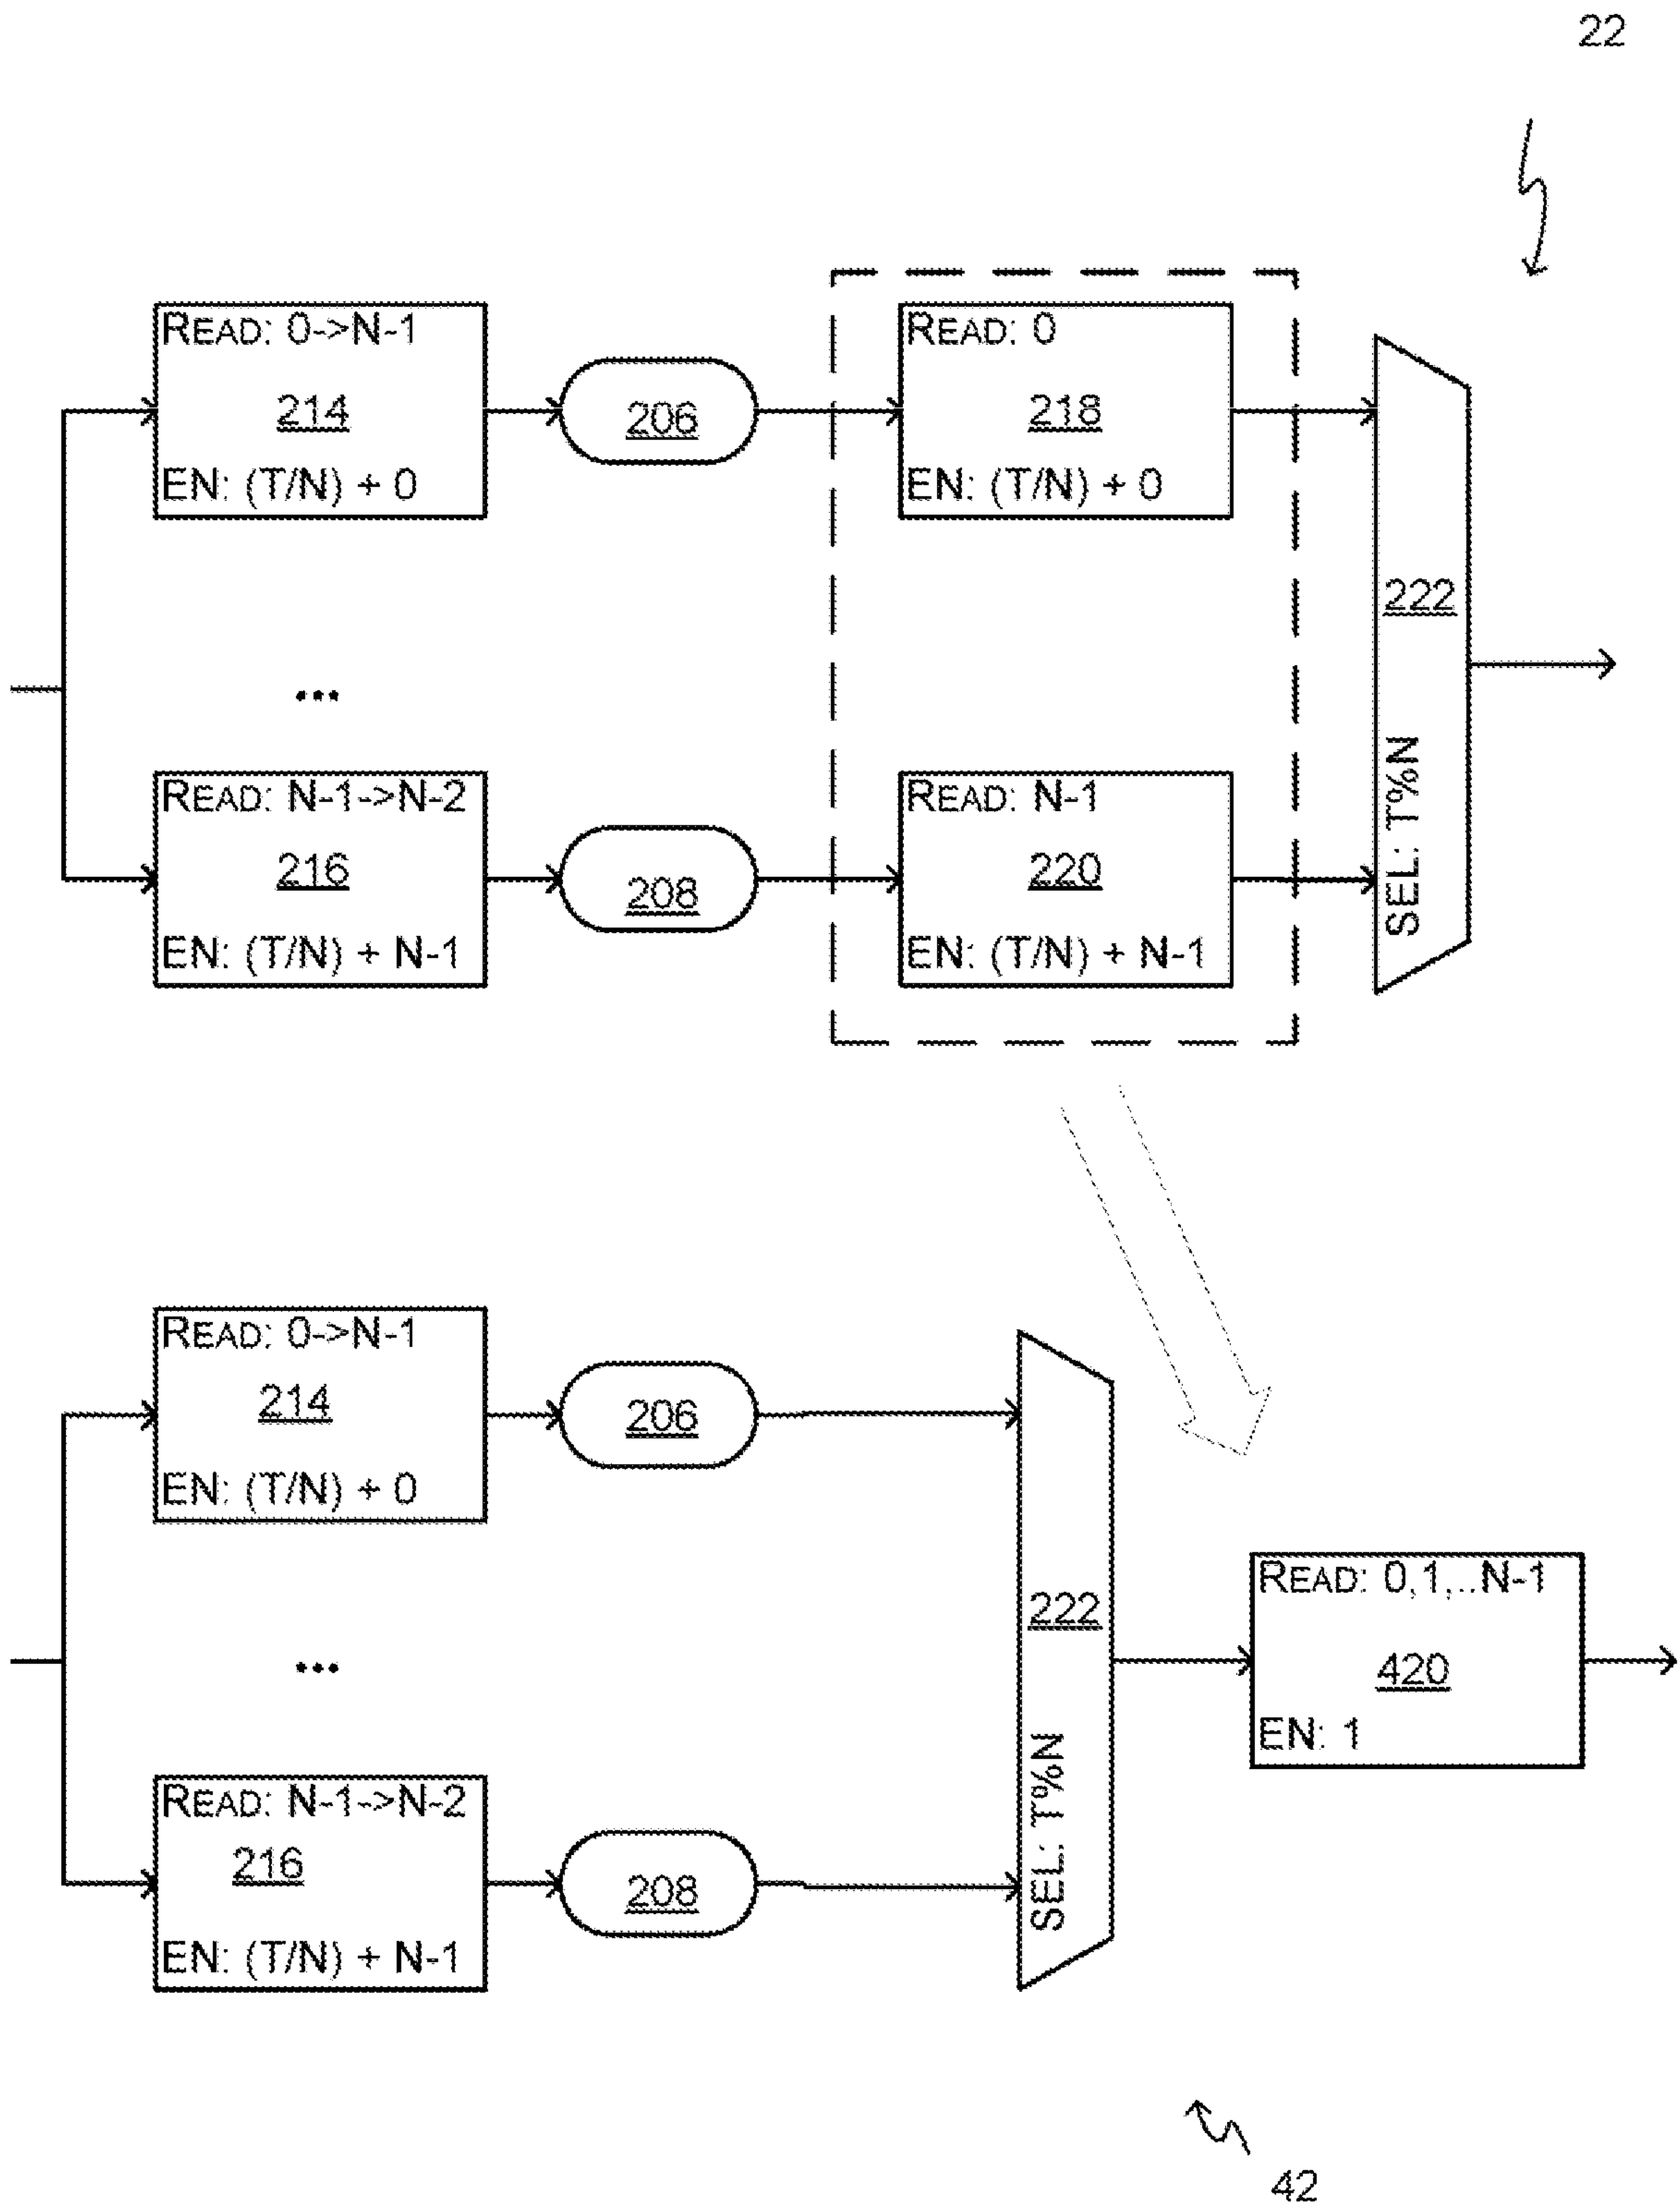 22
READ: 0->N-1
214
EN: (T/N) + 0
206
READ: 0
218
EN: (T/N) + 0
222
SEL: T%N
...
READ: N-1->N-2
216
EN: (T/N) + N-1
208
READ: N-1
220
EN: (T/N) + N-1
READ: 0->N-1
214
EN: (T/N) + 0
206
222
SEL: T%N
READ: 0,1,..N-1
420
EN: 1
...
READ: N-1->N-2
216
EN: (T/N) + N-1
208
42